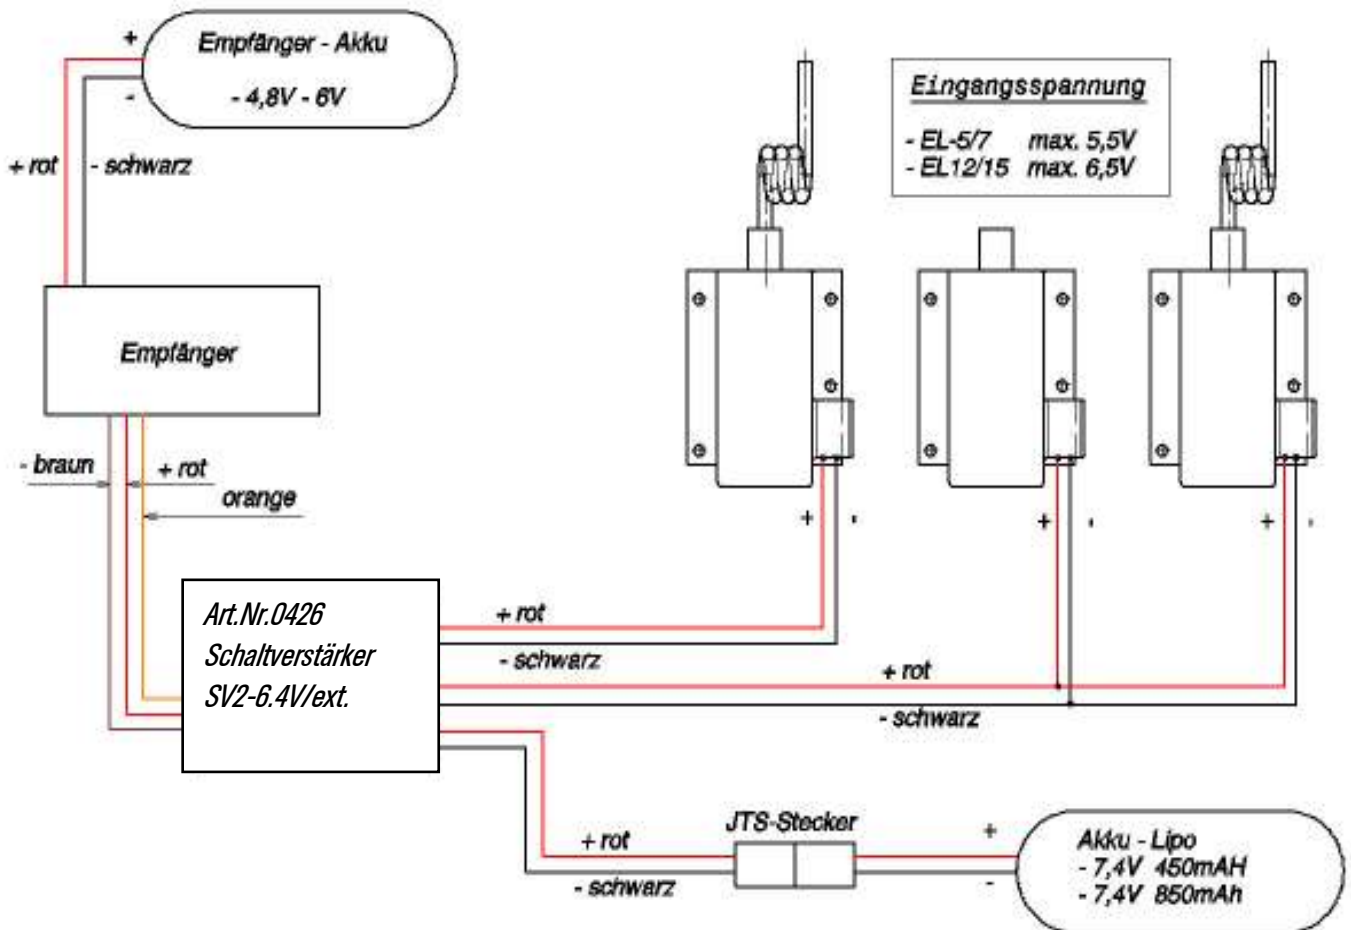 +
Empfänger - Akku
- 4,8V - 6V
-
+ rot
- schwarz
Eingangsspannung
- EL-5/7 max. 5,5V
- EL12/15 max. 6,5V
Empfänger
- braun
+ rot
orange
+ -
+ -
+ -
Art.Nr.0426
Schaltverstärker
SV2-6.4V/ext.
+ rot
- schwarz
+ rot
- schwarz
+ rot
- schwarz
JTS-Stecker
+
-
Akku - Lipo
- 7,4V 450mAH
- 7,4V 850mAh